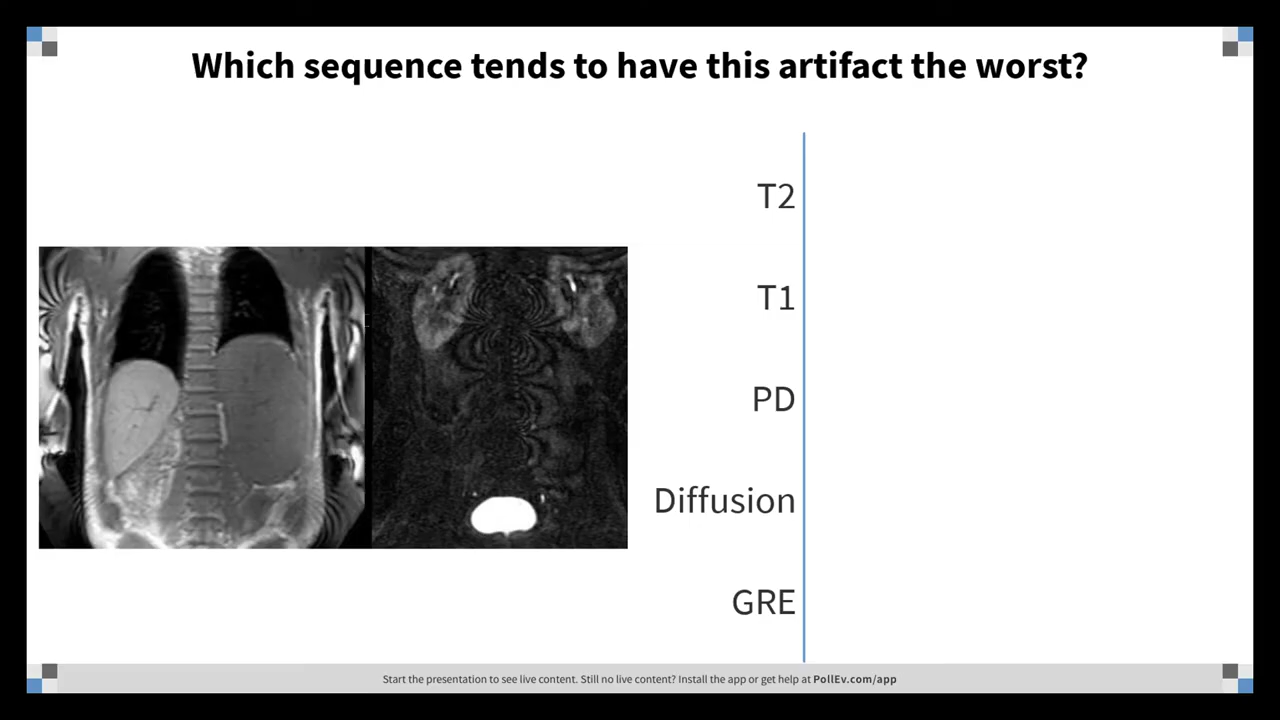 Which sequence tends to have this artifact the worst?
T2
T1
PD
Diffusion
GRE
Start the presentation to see live content. Still no live content? Install the app or get help at PollEv.com/app